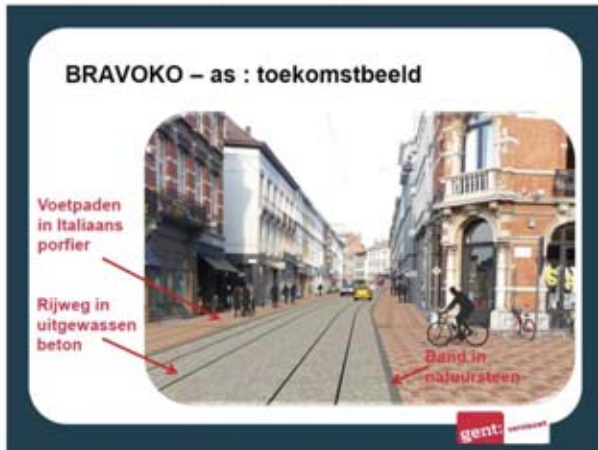 BRAVOKO – as : toekomstbeeld
Voetpaden
in Italiaans
porfier
Rijweg in
uitgewassen
beton
Band in
natuursteen
gent: